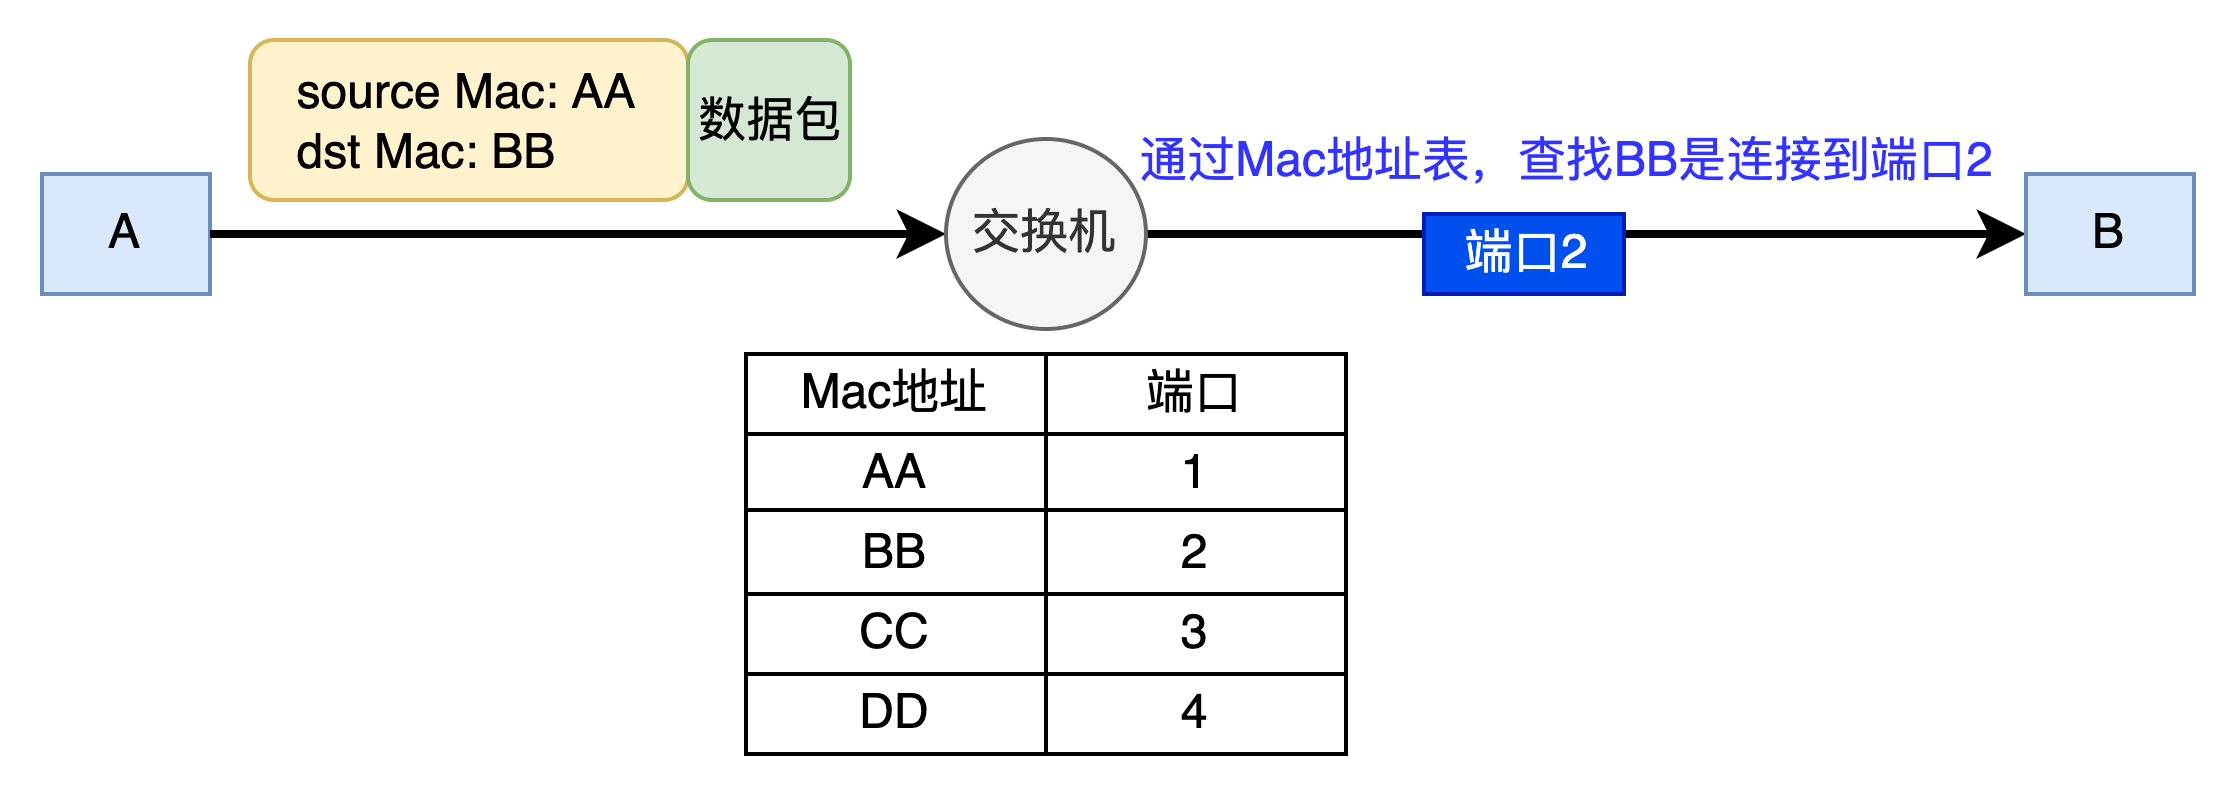 source Mac: AA
dst Mac: BB
数据包
通过Mac地址表，查找BB是连接到端口2
A
交换机
端口2
B
Mac地址 端口
AA 1
BB 2
CC 3
DD 4